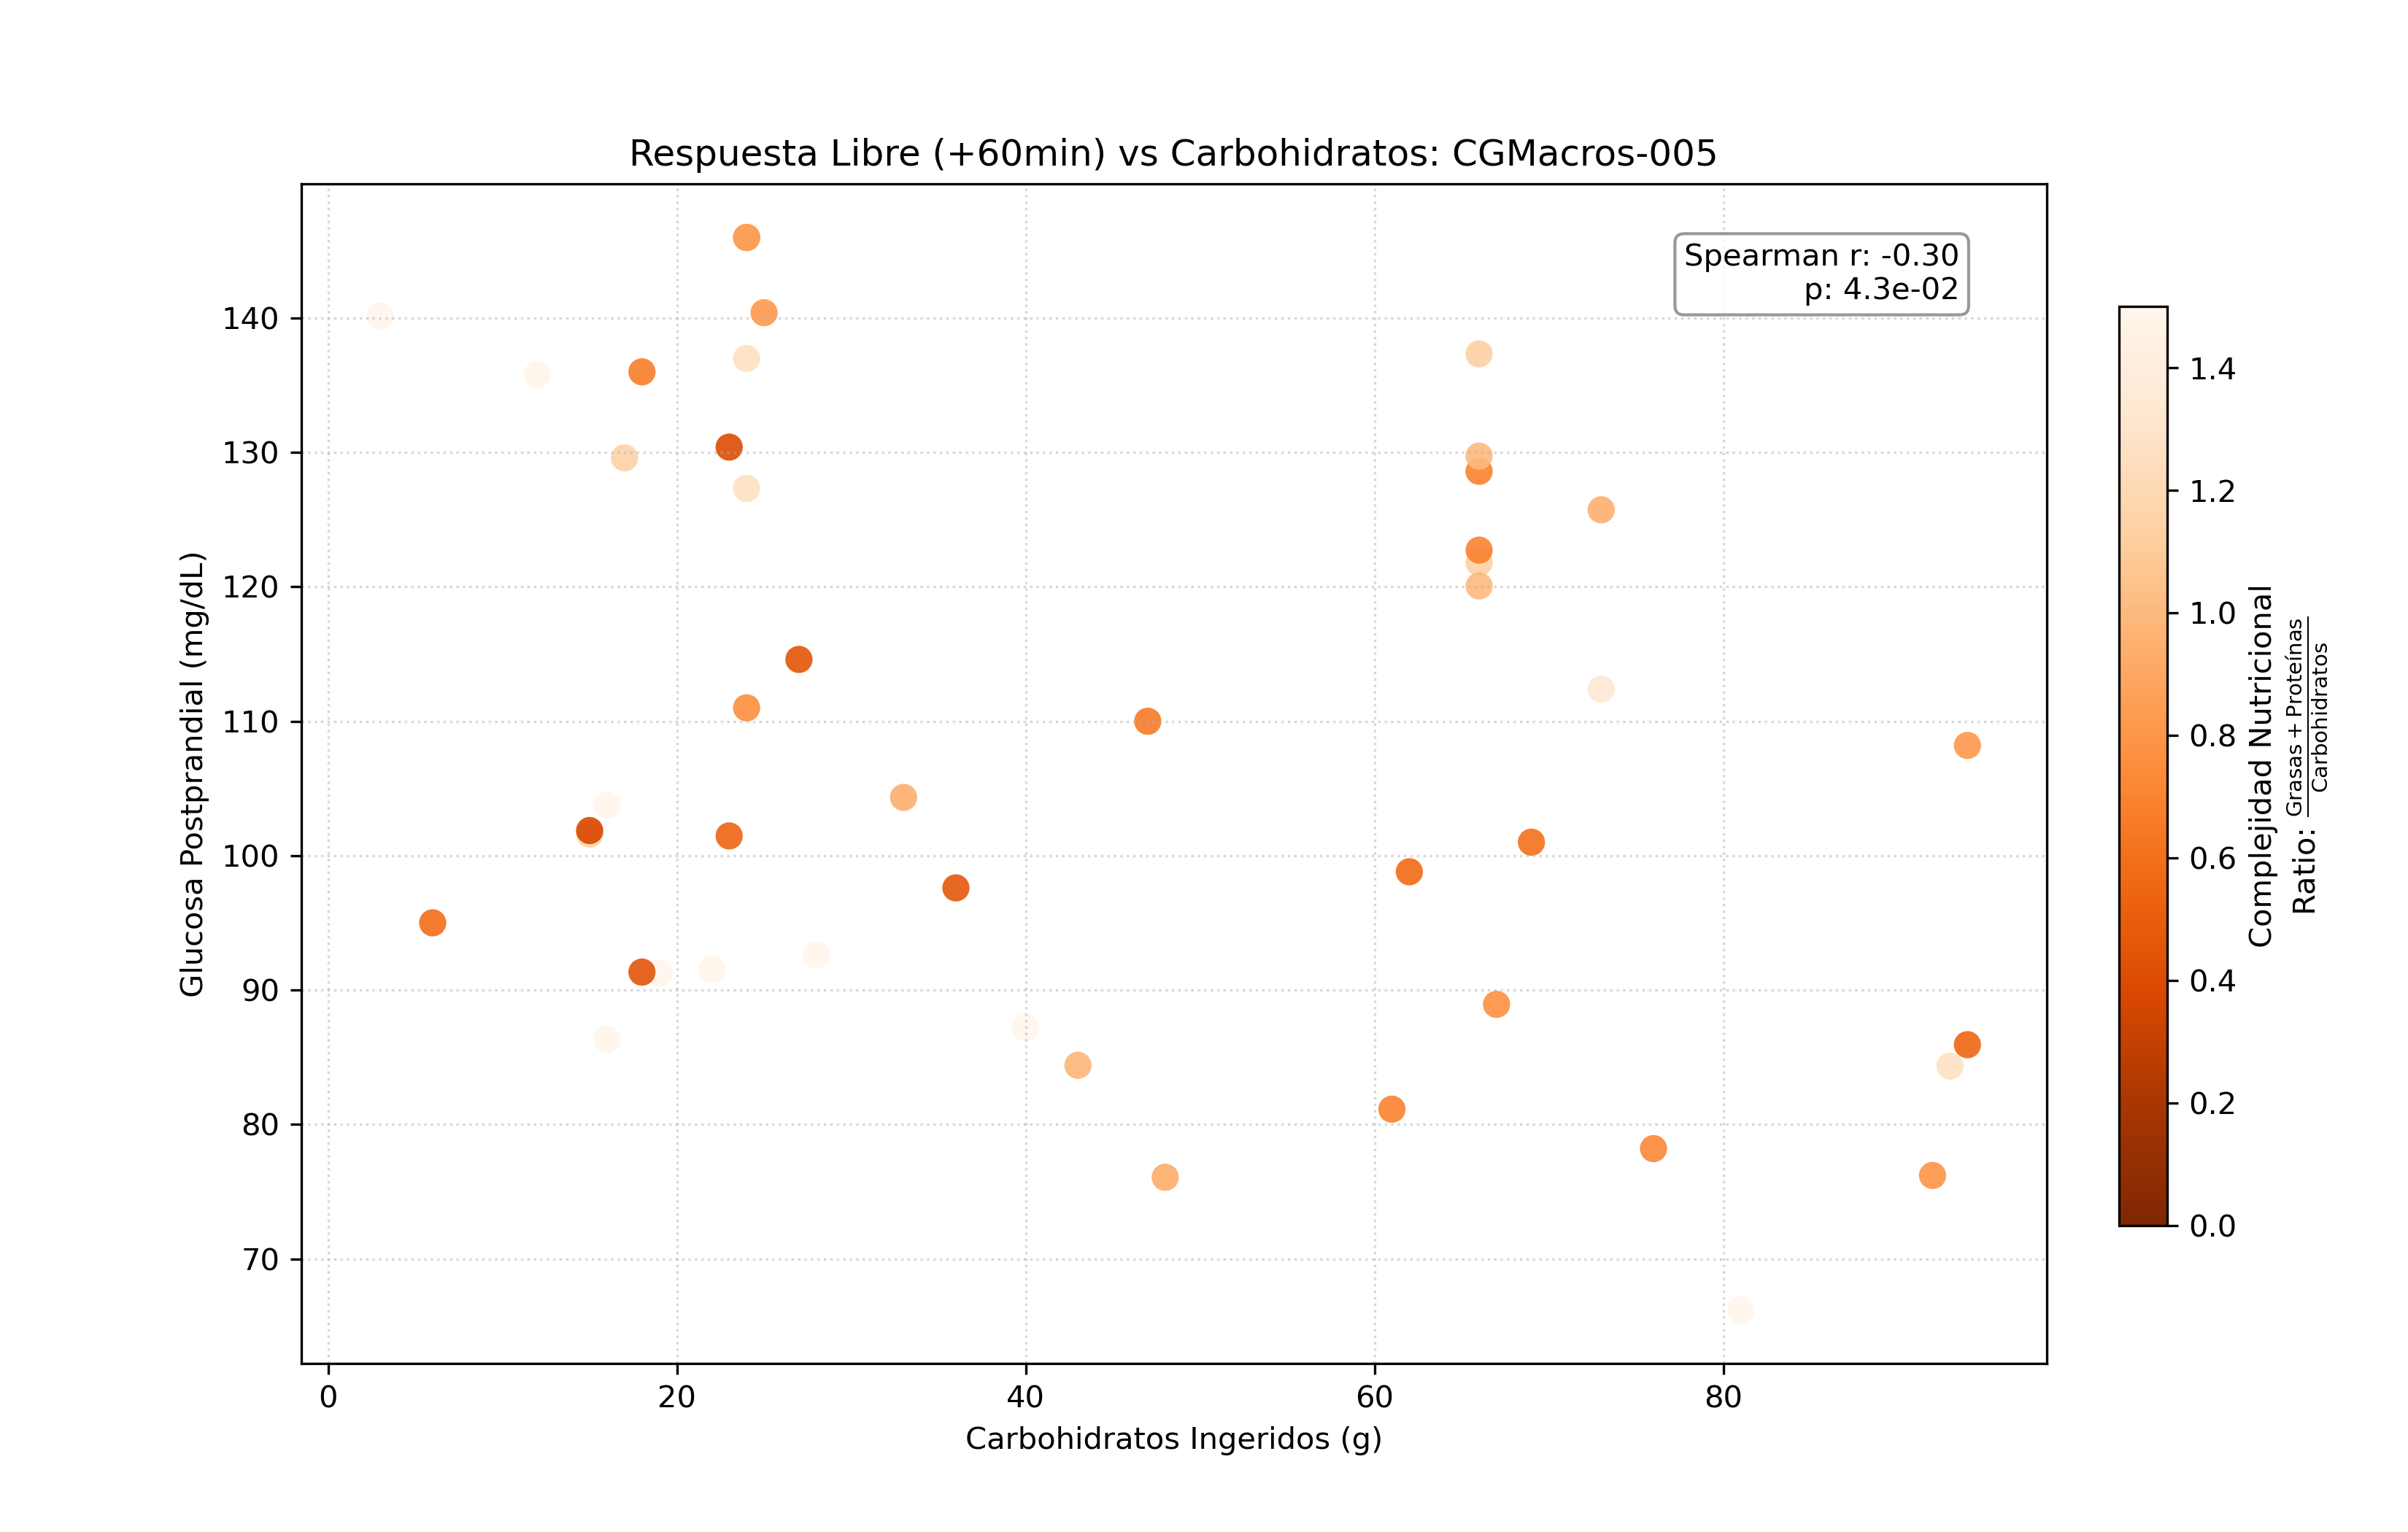 Respuesta Libre (+60min) vs Carbohidratos: CGMacros-005
Spearman r: -0.30
p: 4.3e-02
Glucosa Postprandial (mg/dL)
140
130
120
110
100
90
80
70
0
20
40
60
80
Carbohidratos Ingeridos (g)
1.4
1.2
1.0
0.8
0.6
0.4
0.2
0.0
Complejidad Nutricional
Ratio: Grasas + Proteínas
Carbohidratos